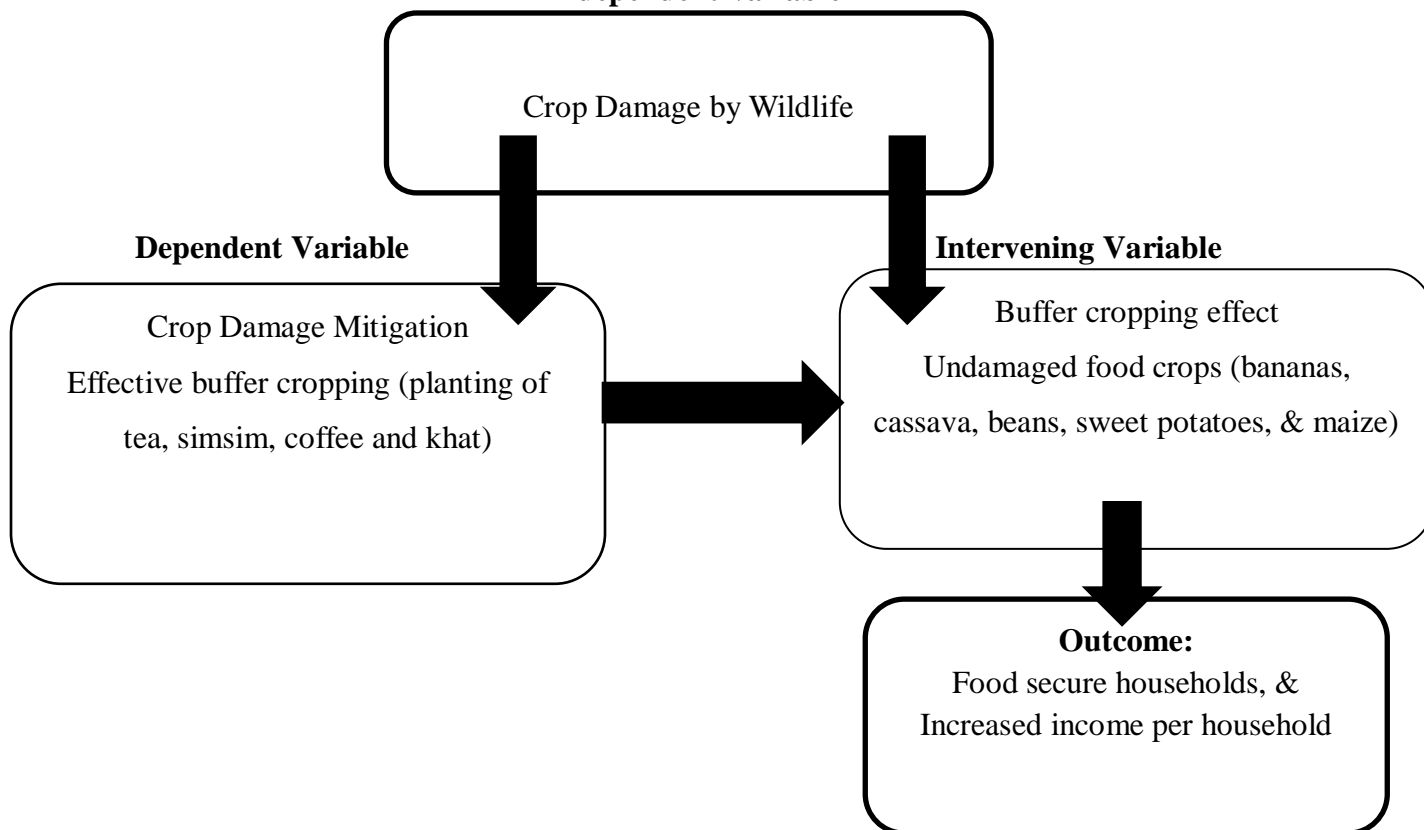 Crop Damage by Wildlife
Dependent Variable
Crop Damage Mitigation
Effective buffer cropping (planting of
tea, simsim, coffee and khat)
Intervening Variable
Buffer cropping effect
Undamaged food crops (bananas,
cassava, beans, sweet potatoes, & maize)
Outcome:
Food secure households, &
Increased income per household